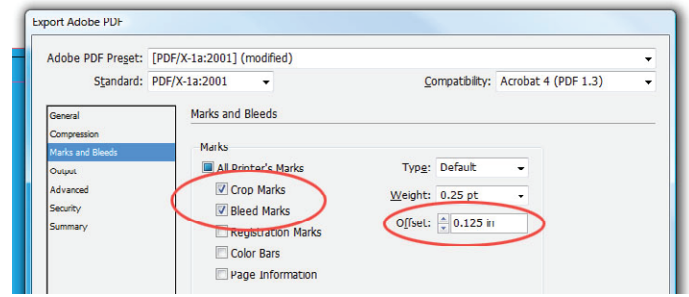 Export Adobe PDF
Adobe PDF Preset: [PDF/X-1a:2001] (modified)
Standard: PDF/X-1a:2001 Compatibility: Acrobat 4 (PDF 1.3)
General
Compression
Marks and Bleeds
Output
Advanced
Security
Summary
Marks and Bleeds
Marks
All Printer's Marks
Crop Marks
Bleed Marks
Registration Marks
Color Bars
Page Information
Type: Default
Weight: 0.25 pt
Offset: 0.125 in